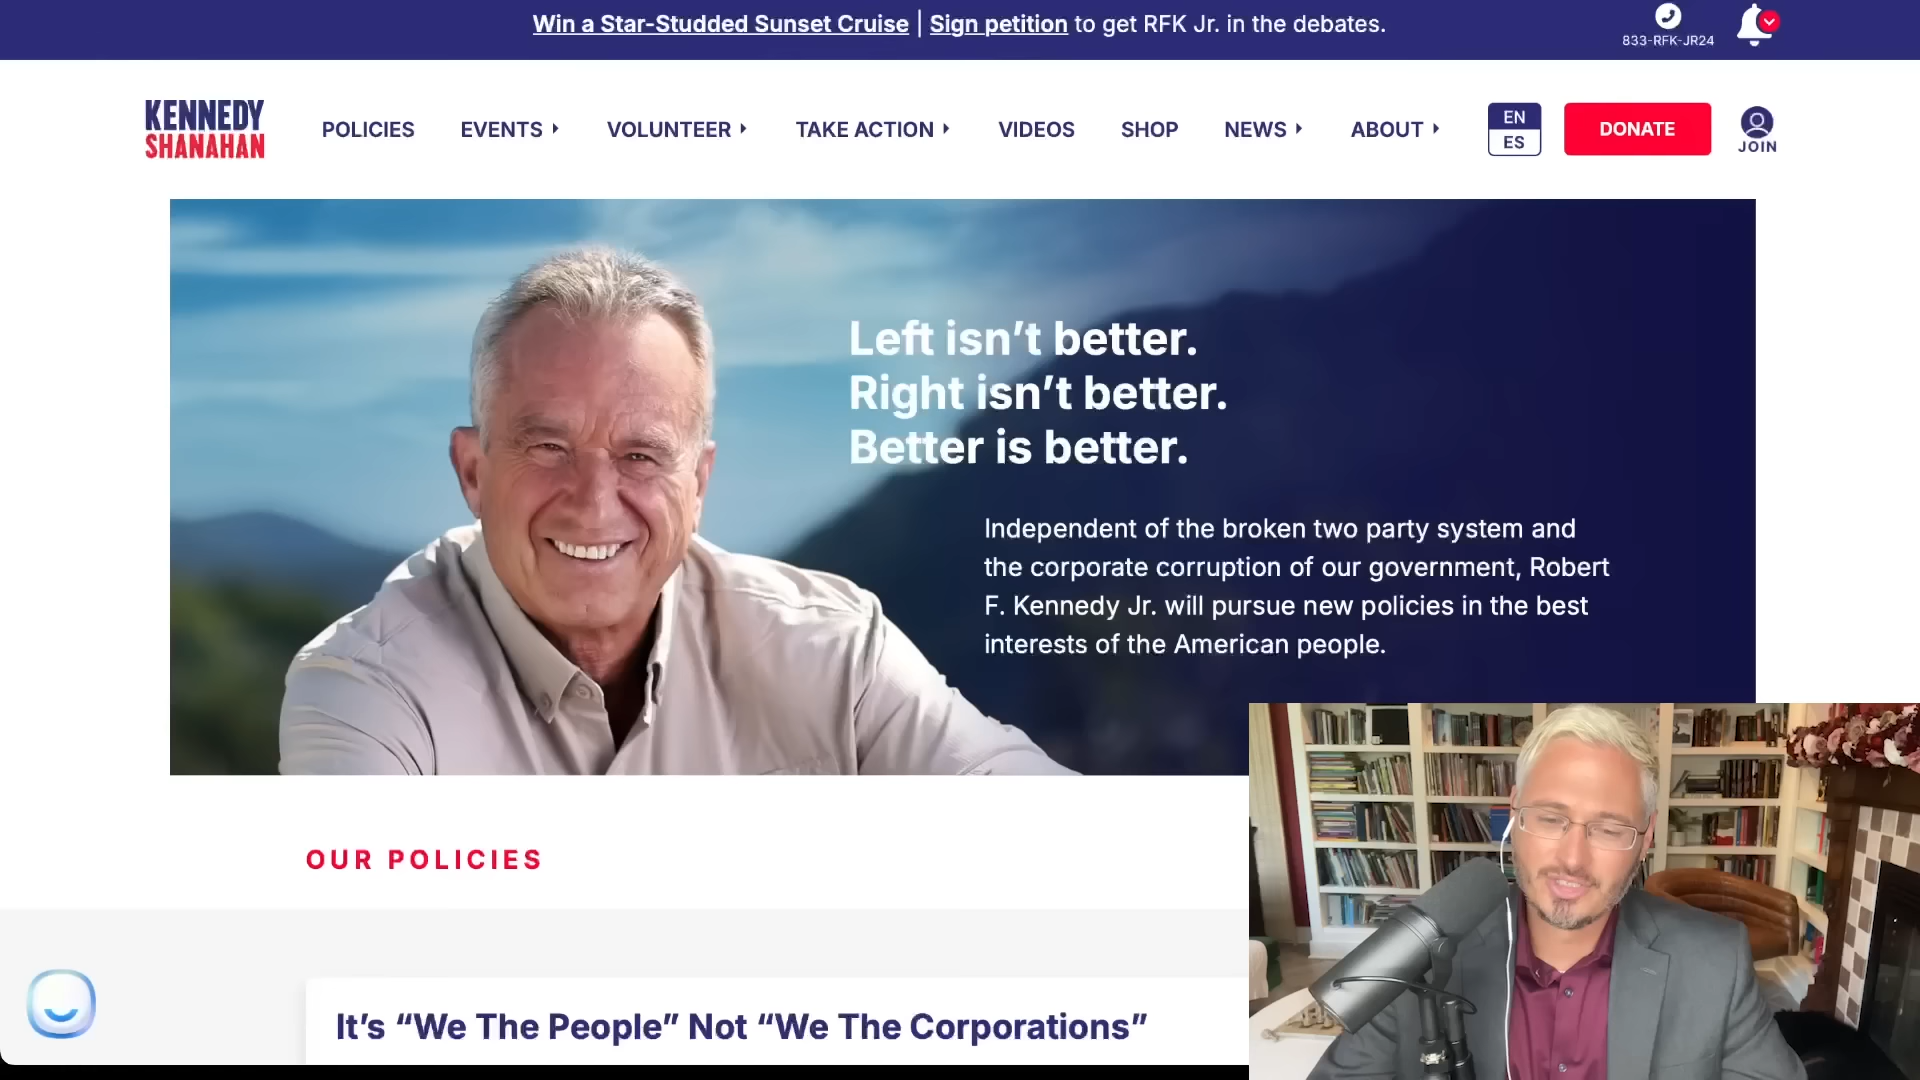 Win a Star-Studded Sunset Cruise | Sign petition to get RFK Jr. in the debates.
833-RFK-JR24
KENNEDY
SHANAHAN
POLICIES
EVENTS
VOLUNTEER
TAKE ACTION
VIDEOS
SHOP
NEWS
ABOUT
EN
ES
DONATE
JOIN
Left isn’t better.
Right isn’t better.
Better is better.
Independent of the broken two party system and
the corporate corruption of our government, Robert
F. Kennedy Jr. will pursue new policies in the best
interests of the American people.
OUR POLICIES
It’s “We The People” Not “We The Corporations”